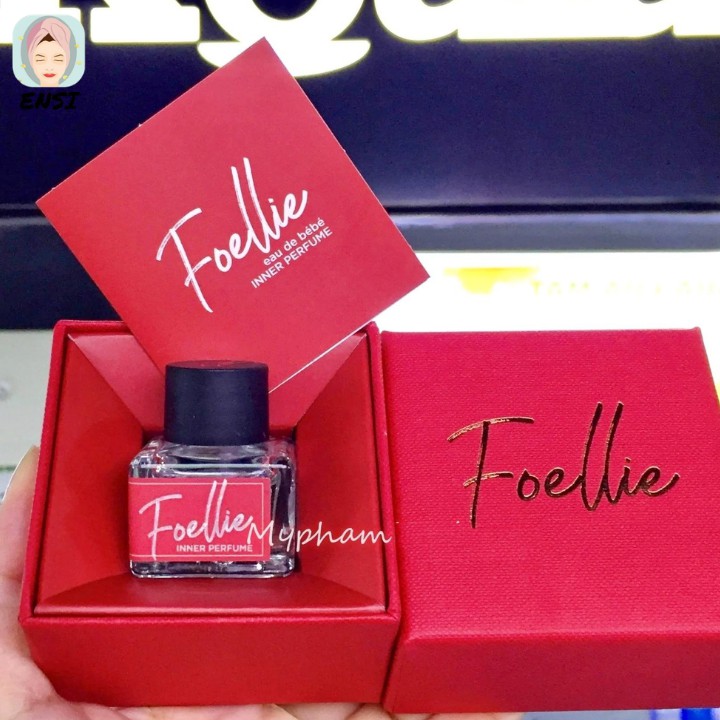 ENSI
Foellie
eau de bébé
INNER PERFUME
Foellie
Foellie
INNER PERFUME
Mypham